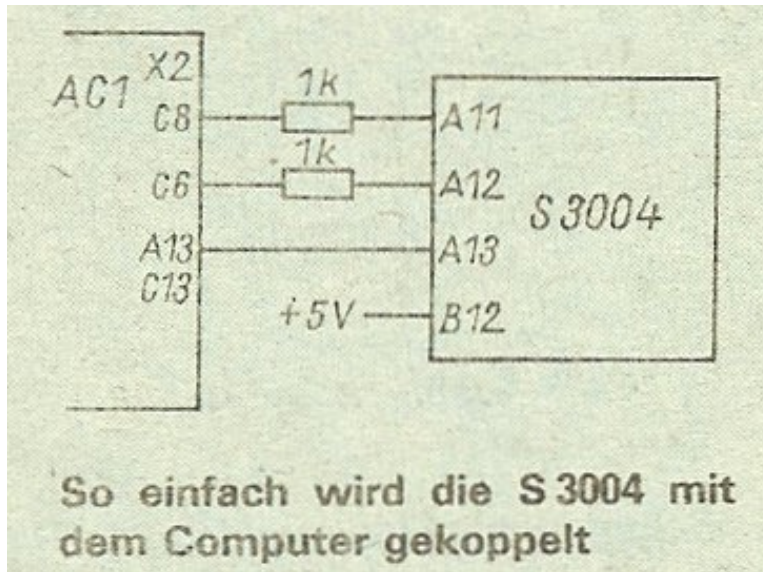 X2
AC1
C8
1k
A11
C6
1k
A12
S 3004
A13
A13
C13
+5V
B12
So einfach wird die S 3004 mit
dem Computer gekoppelt